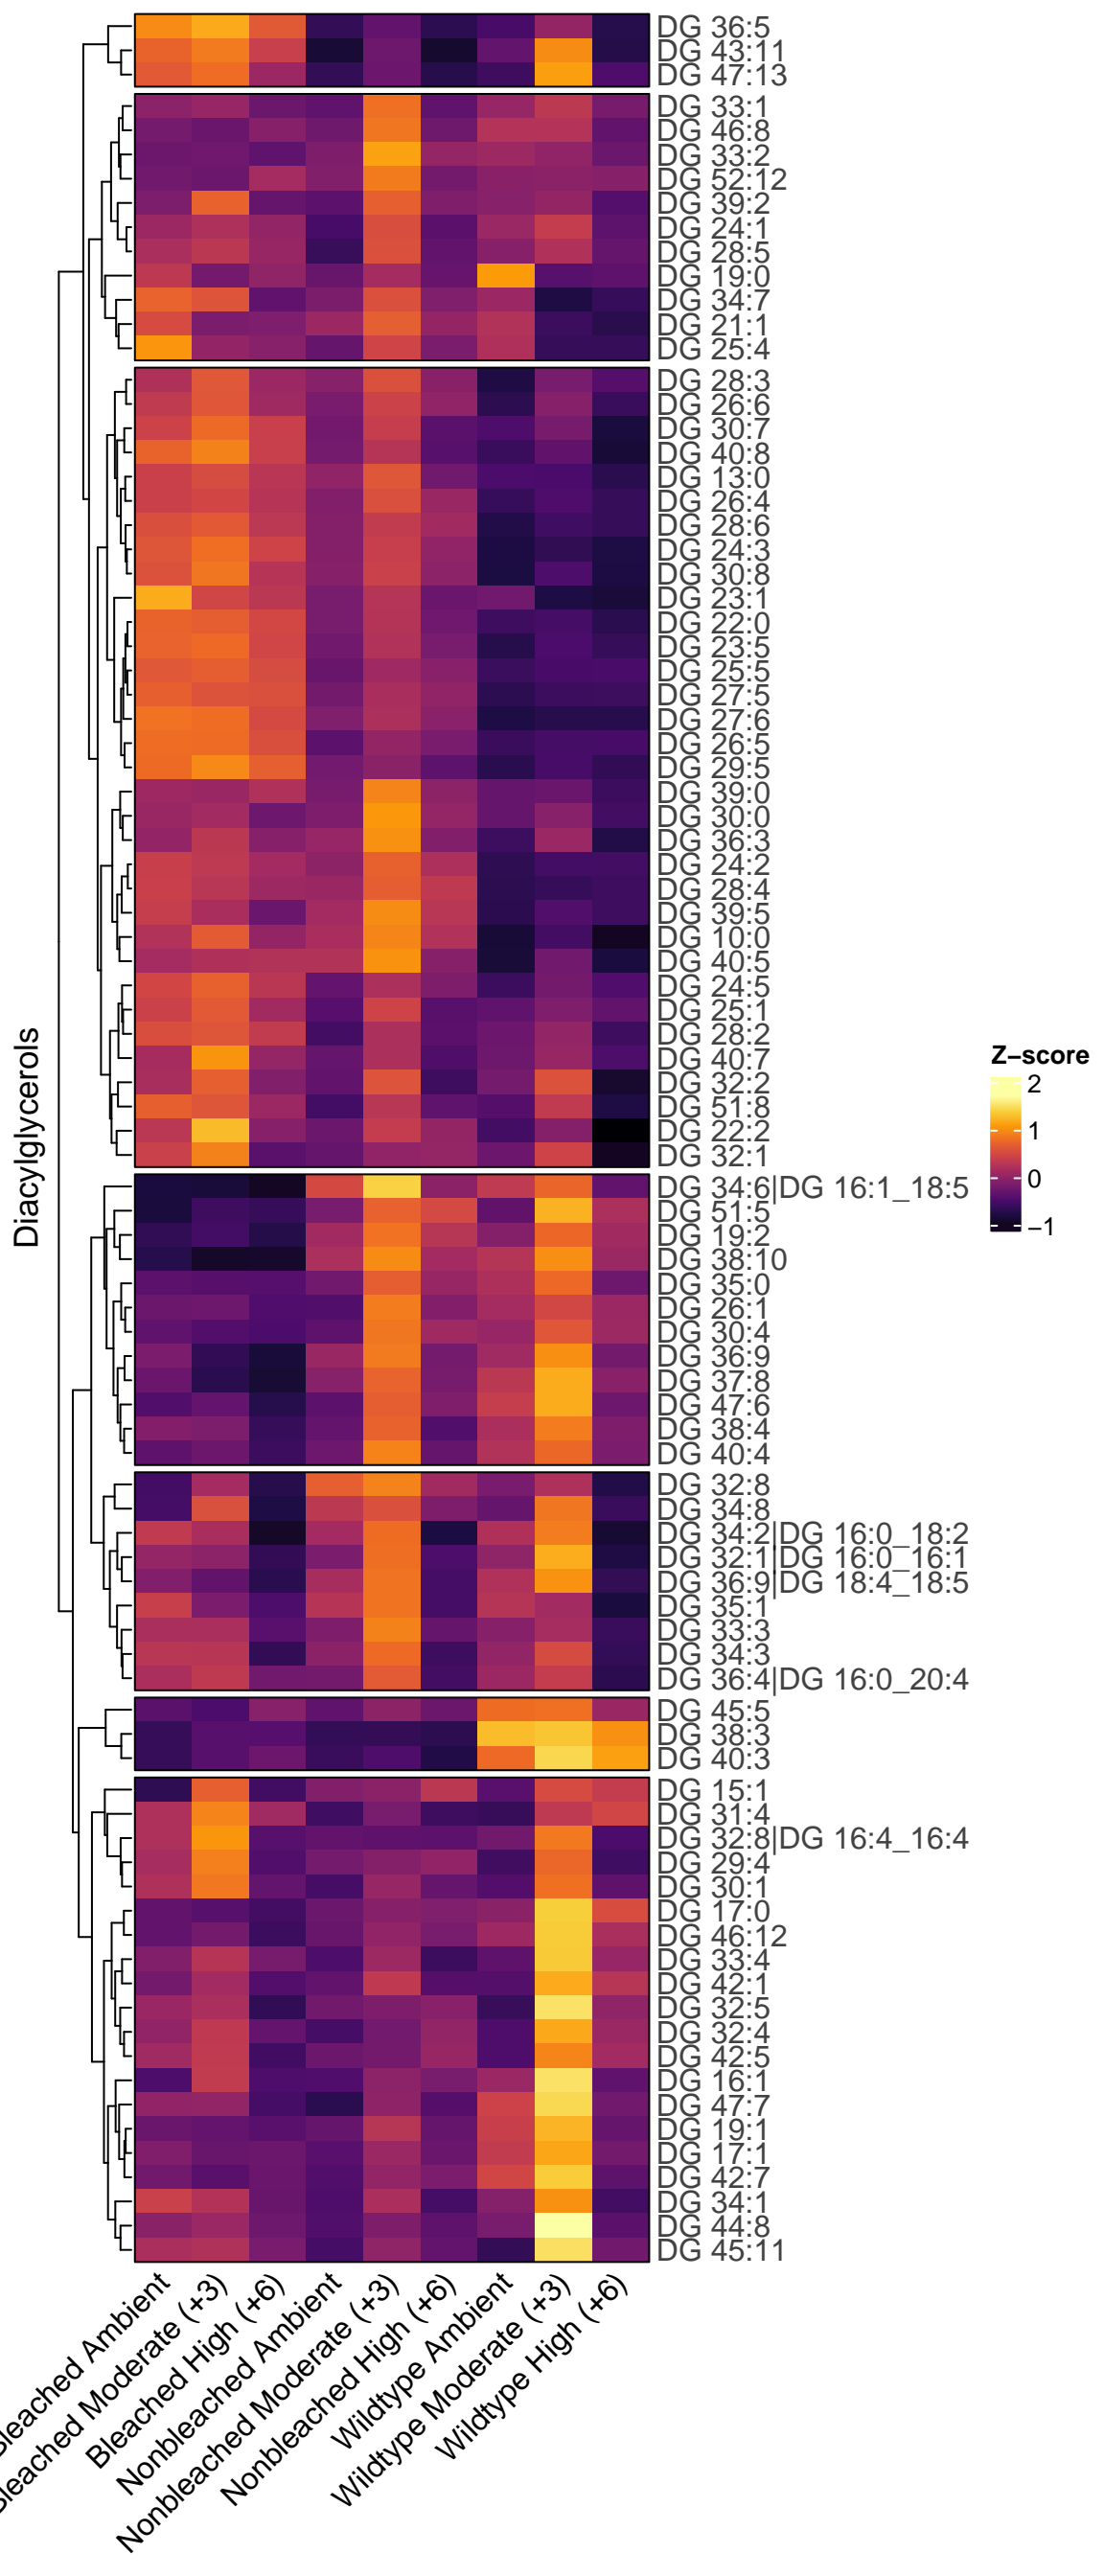 DG 36:5
DG 43:11
DG 47:13
DG 33:1
DG 46:8
DG 33:2
DG 52:12
DG 39:2
DG 24:1
DG 28:5
DG 19:0
DG 34:7
DG 21:1
DG 25:4
DG 28:3
DG 26:6
DG 30:7
DG 40:8
DG 13:0
DG 26:4
DG 28:6
DG 24:3
DG 30:8
DG 23:1
DG 22:0
DG 23:5
DG 25:5
DG 27:5
DG 27:6
DG 26:5
DG 29:5
DG 39:0
DG 30:0
DG 36:3
DG 24:2
DG 28:4
DG 39:5
DG 10:0
DG 40:5
DG 24:5
DG 25:1
DG 28:2
DG 40:7
DG 32:2
DG 51:8
DG 22:2
DG 32:1
DG 34:6|DG 16:1_18:5
DG 51:5
DG 19:2
DG 38:10
DG 35:0
DG 26:1
DG 30:4
DG 36:9
DG 37:8
DG 47:6
DG 38:4
DG 40:4
DG 32:8
DG 34:8
DG 34:2|DG 16:0_18:2
DG 32:1|DG 16:0_16:1
DG 36:9|DG 18:4_18:5
DG 35:1
DG 33:3
DG 34:3
DG 36:4|DG 16:0_20:4
DG 45:5
DG 38:3
DG 40:3
DG 15:1
DG 31:4
DG 32:8|DG 16:4_16:4
DG 29:4
DG 30:1
DG 17:0
DG 46:12
DG 33:4
DG 42:1
DG 32:5
DG 32:4
DG 42:5
DG 16:1
DG 47:7
DG 19:1
DG 17:1
DG 42:7
DG 34:1
DG 44:8
DG 45:11
Diacylglycerols
Z−score
2
1
0
−1
Bleached Ambient
Bleached Moderate (+3)
Bleached High (+6)
Nonbleached Ambient
Nonbleached Moderate (+3)
Nonbleached High (+6)
Wildtype Ambient
Wildtype Moderate (+3)
Wildtype High (+6)